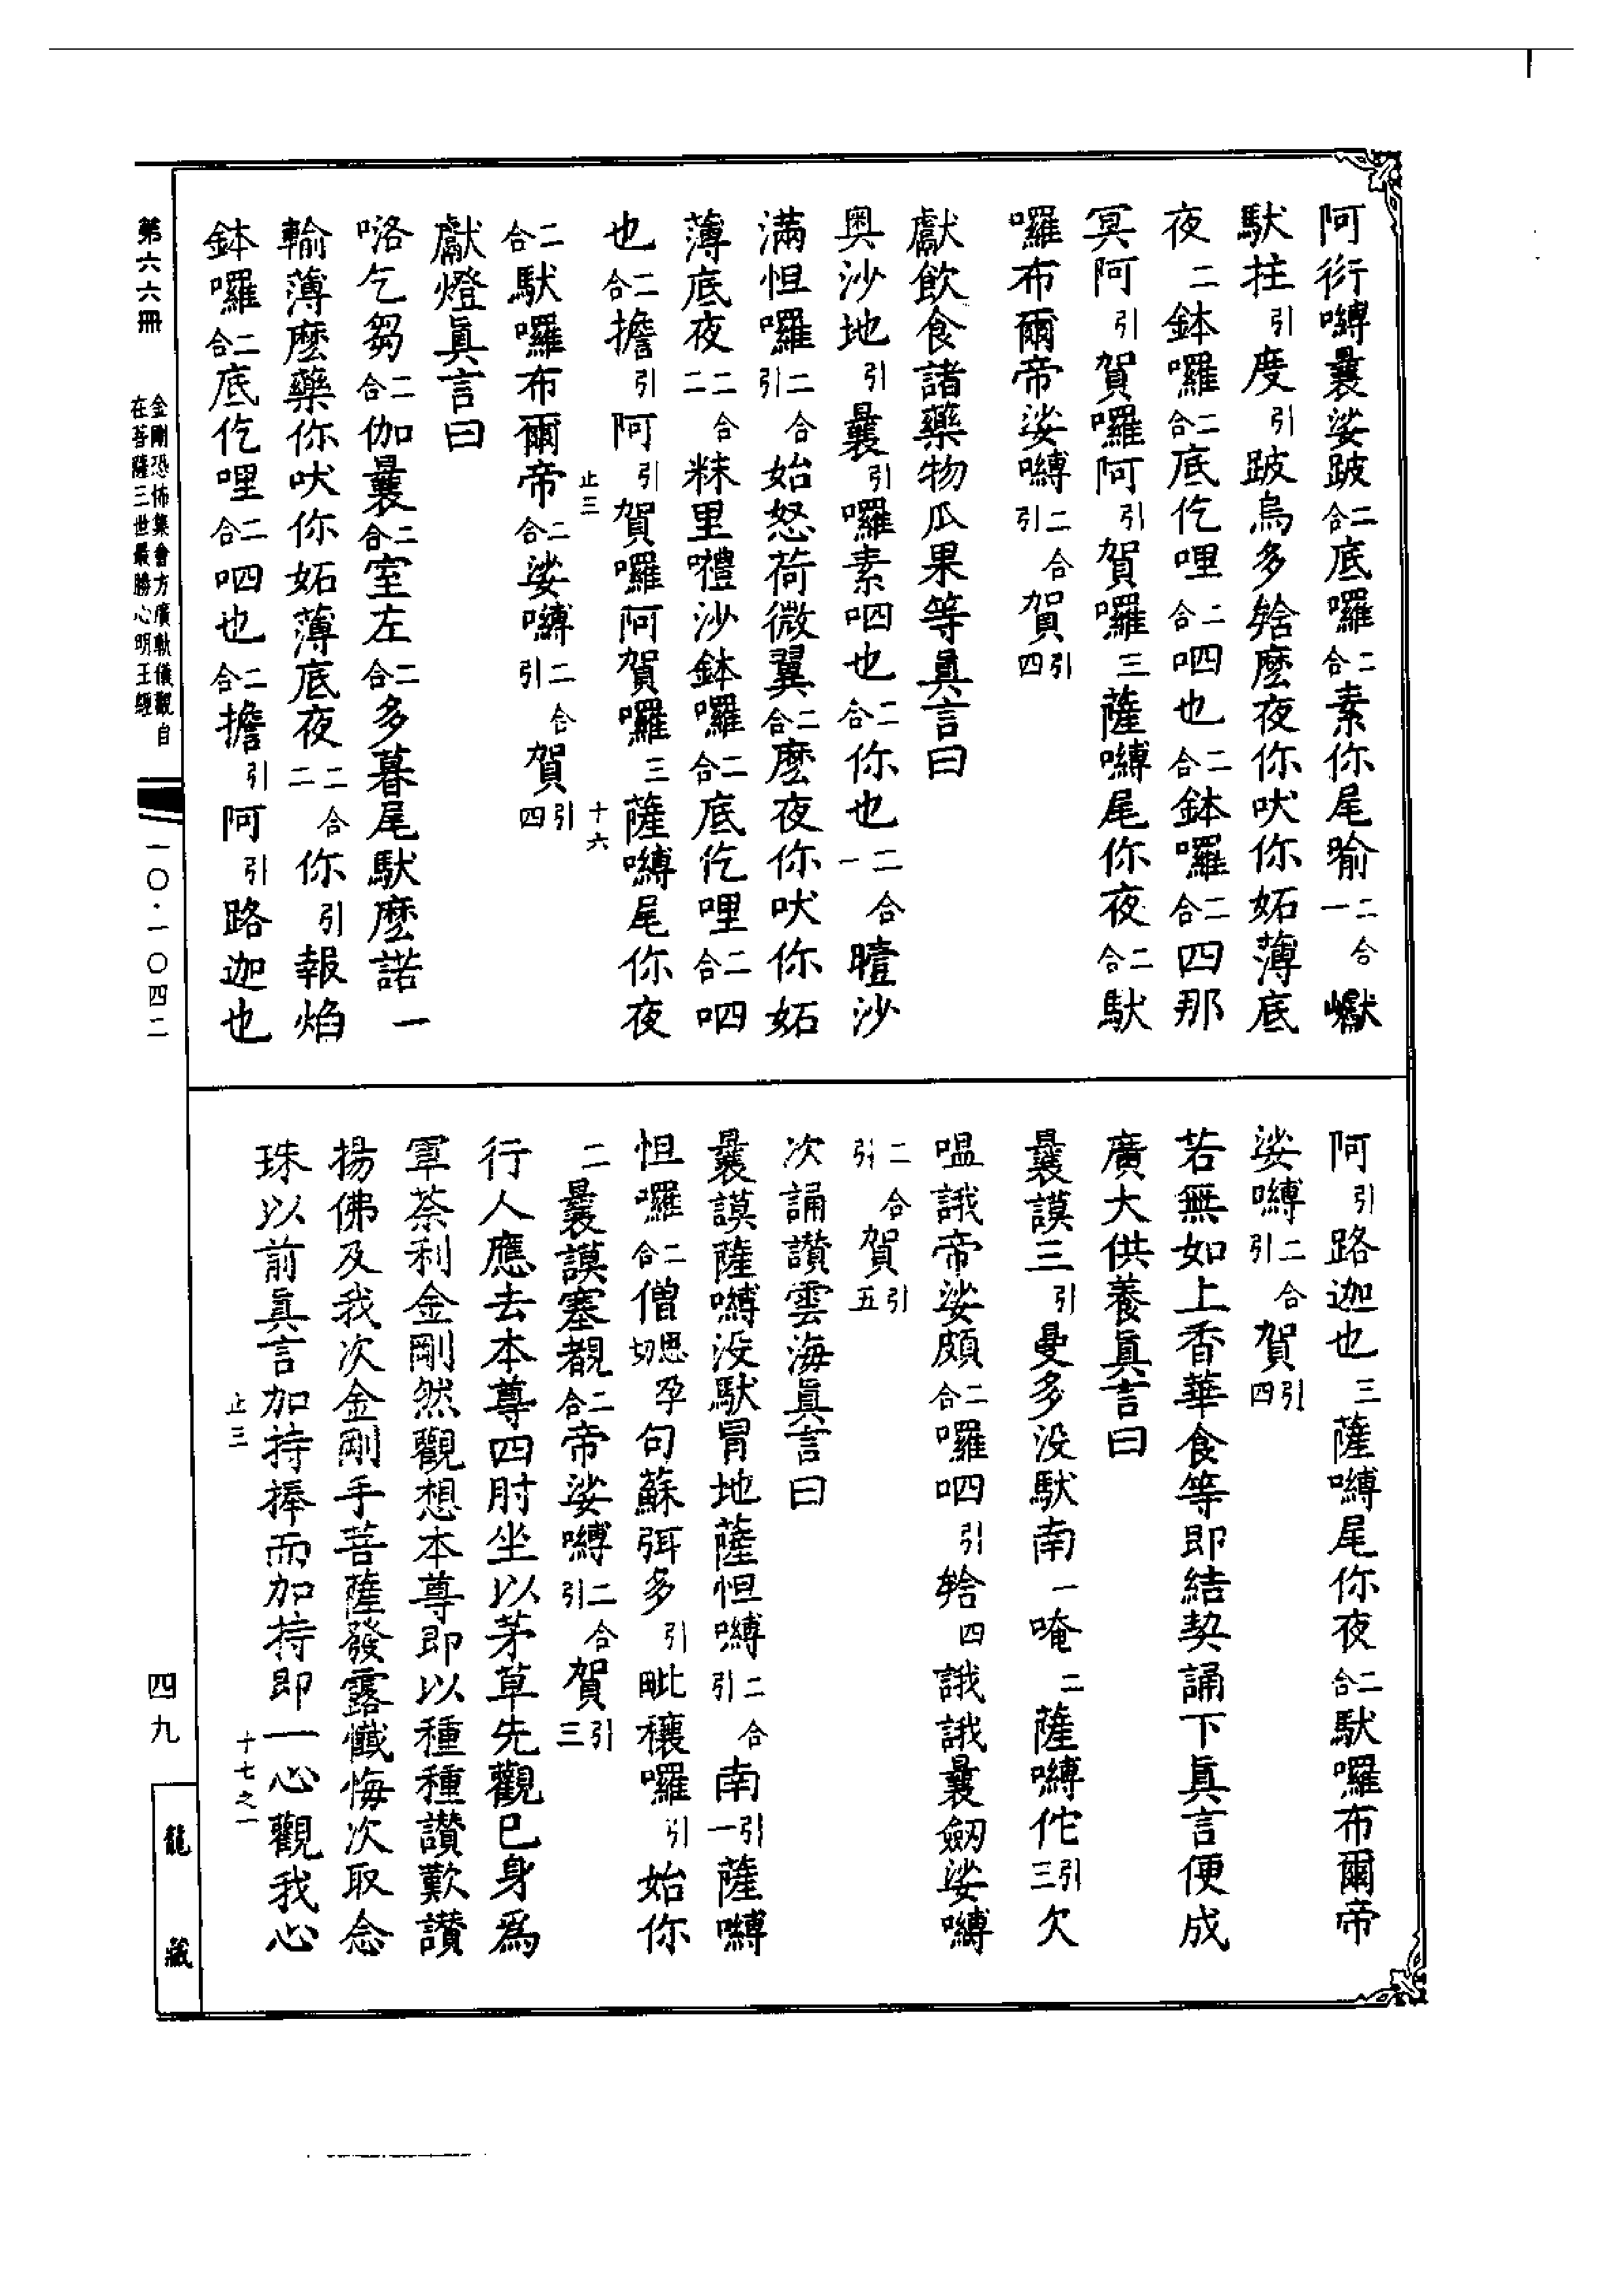 阿衍嚩曩娑跛二合底囉二合素你尾喻二合一巘
馱拄引度引跛烏多䭾麼夜你吠你妬薄底
夜二鉢囉二合底仡哩二合呬也二合鉢囉二合呬那
冥阿引賀囉阿引賀囉三薩嚩尾你夜二合馱
囉布爾帝娑嚩二合引賀引四
獻飲食諸藥物瓜果等眞言曰
奥沙地引曩引囉素呬也二合你也二合一曀沙
滿怛囉二合引始怒荷微翼二合麼夜你吠你妬
薄底夜二合二粖里㘑沙鉢囉二合底仡哩二合呬
也二合擔引阿引賀囉阿賀囉三薩嚩尾你夜
二合馱囉布爾帝二合娑嚩二合引賀引四
止三
十六
獻燈眞言曰
㗖乞芻二合伽曩二合室左二合多暮尾馱麼諾一
輸薄麼藥你吠你妬薄底夜二合二你引報焰
鉢囉二合底仡哩二合呬也二合擔引阿引路迦也
阿引路迦也三薩嚩尾你夜二合馱囉布爾帝
娑嚩二合引賀引四
若無如上香華食等即結契誦下眞言便成
廣大供養眞言曰
曩謨三引曼多没馱南一唵二薩嚩佗引三欠
嗢誐帝娑頗二合囉呬引䭾四誐誐曩劒娑嚩
二合引賀引五
次誦讃雲海眞言曰
曩謨薩嚩没馱冒地薩怛嚩二合引南引一薩嚩
怛囉二合僧思孕切句蘇弭多引毗穰囉引始你
二曩謨塞覩二合帝娑嚩二合引賀引三
行人應去本尊四肘坐以茅草先觀已身爲
軍荼利金剛然觀想本尊即以種種讃歎讃
揚佛及我次金剛手菩薩發露懺悔次取念
珠以前眞言加持捧而加持即一心觀我心
止三
十七之一
第六六冊
金剛恐怖集會方廣軌儀觀自
在菩薩三世最勝心明王經
一〇·一〇四二
四九
龍藏